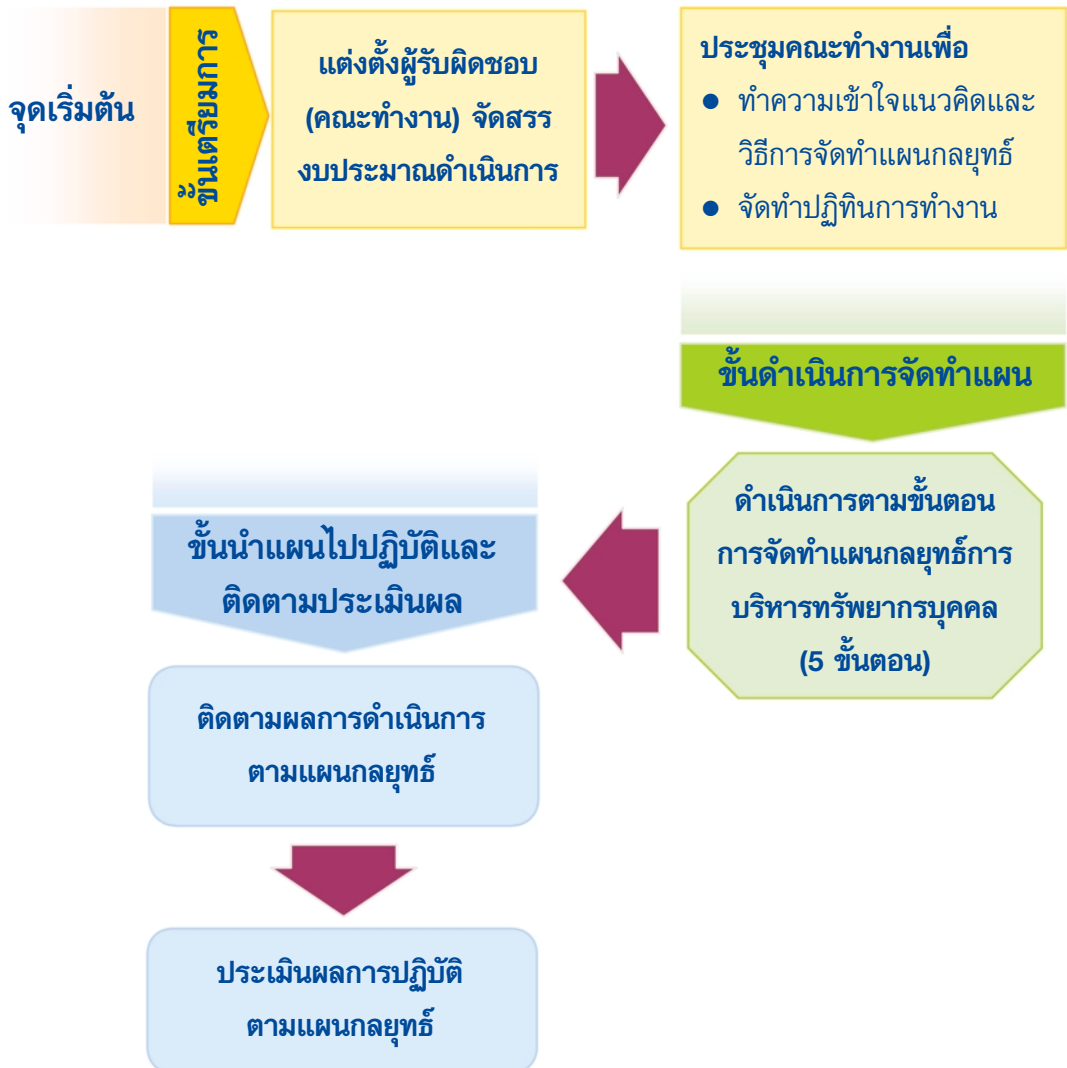 จุดเริ่มต้น
ขั้นเตรียมการ
แต่งตั้งผู้รับผิดชอบ
(คณะทำงาน) จัดสรร
งบประมาณดำเนินการ
ประชุมคณะทำงานเพื่อ
● ทำความเข้าใจแนวคิดและ
วิธีการจัดทำแผนกลยุทธ์
● จัดทำปฏิทินการทำงาน
ขั้นดำเนินการจัดทำแผน
ดำเนินการตามขั้นตอน
การจัดทำแผนกลยุทธ์การ
บริหารทรัพยากรบุคคล
(5 ขั้นตอน)
ขั้นนำแผนไปปฏิบัติและ
ติดตามประเมินผล
ติดตามผลการดำเนินการ
ตามแผนกลยุทธ์
ประเมินผลการปฏิบัติ
ตามแผนกลยุทธ์